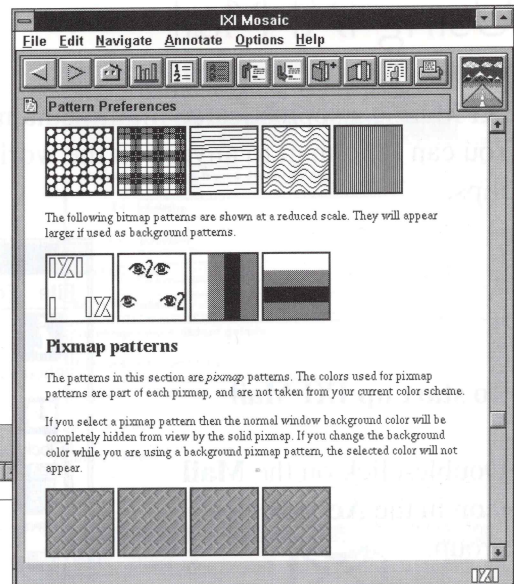 IXI Mosaic
File Edit Navigate Annotate Options Help
Pattern Preferences
The following bitmap patterns are shown at a reduced scale. They will appear
larger if used as background patterns.
IXI
IXI
Pixmap patterns
The patterns in this section are pixmap patterns. The colors used for pixmap
patterns are part of each pixmap, and are not taken from your current color scheme.
If you select a pixmap pattern then the normal window background color will be
completely hidden from view by the solid pixmap. If you change the background
color while you are using a background pixmap pattern, the selected color will not
appear.
IXI